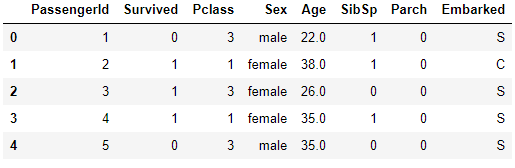 PassengerId Survived Pclass Sex Age SibSp Parch Embarked
0 1 0 3 male 22.0 1 0 S
1 2 1 1 female 38.0 1 0 C
2 3 1 3 female 26.0 0 0 S
3 4 1 1 female 35.0 1 0 S
4 5 0 3 male 35.0 0 0 S